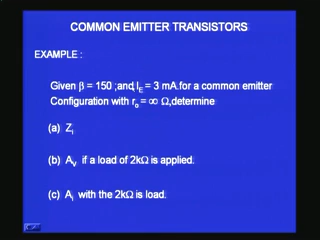 COMMON EMITTER TRANSISTORS
EXAMPLE :
Given β = 150 ;and I_E = 3 mA for a common emitter
Configuration with r_o = ∞ Ω,determine
(a) Z_i
(b) A_V if a load of 2kΩ is applied.
(c) A_i with the 2kΩ is load.